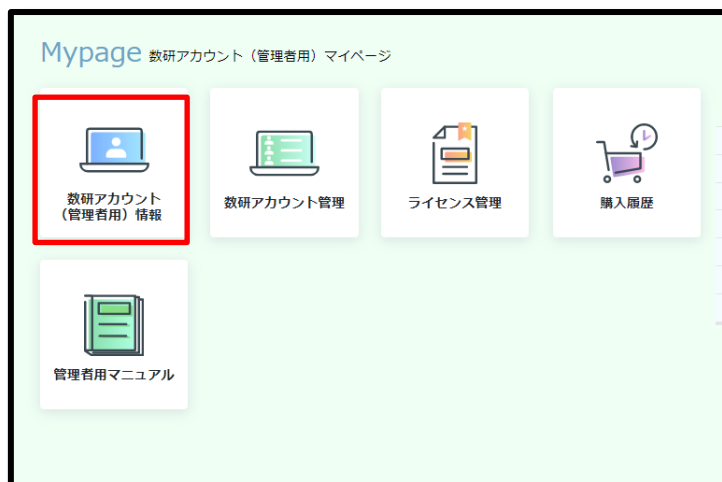 Mypage 数研アカウント（管理者用）マイページ
数研アカウント
（管理者用）情報
数研アカウント管理
ライセンス管理
購入履歴
管理者用マニュアル